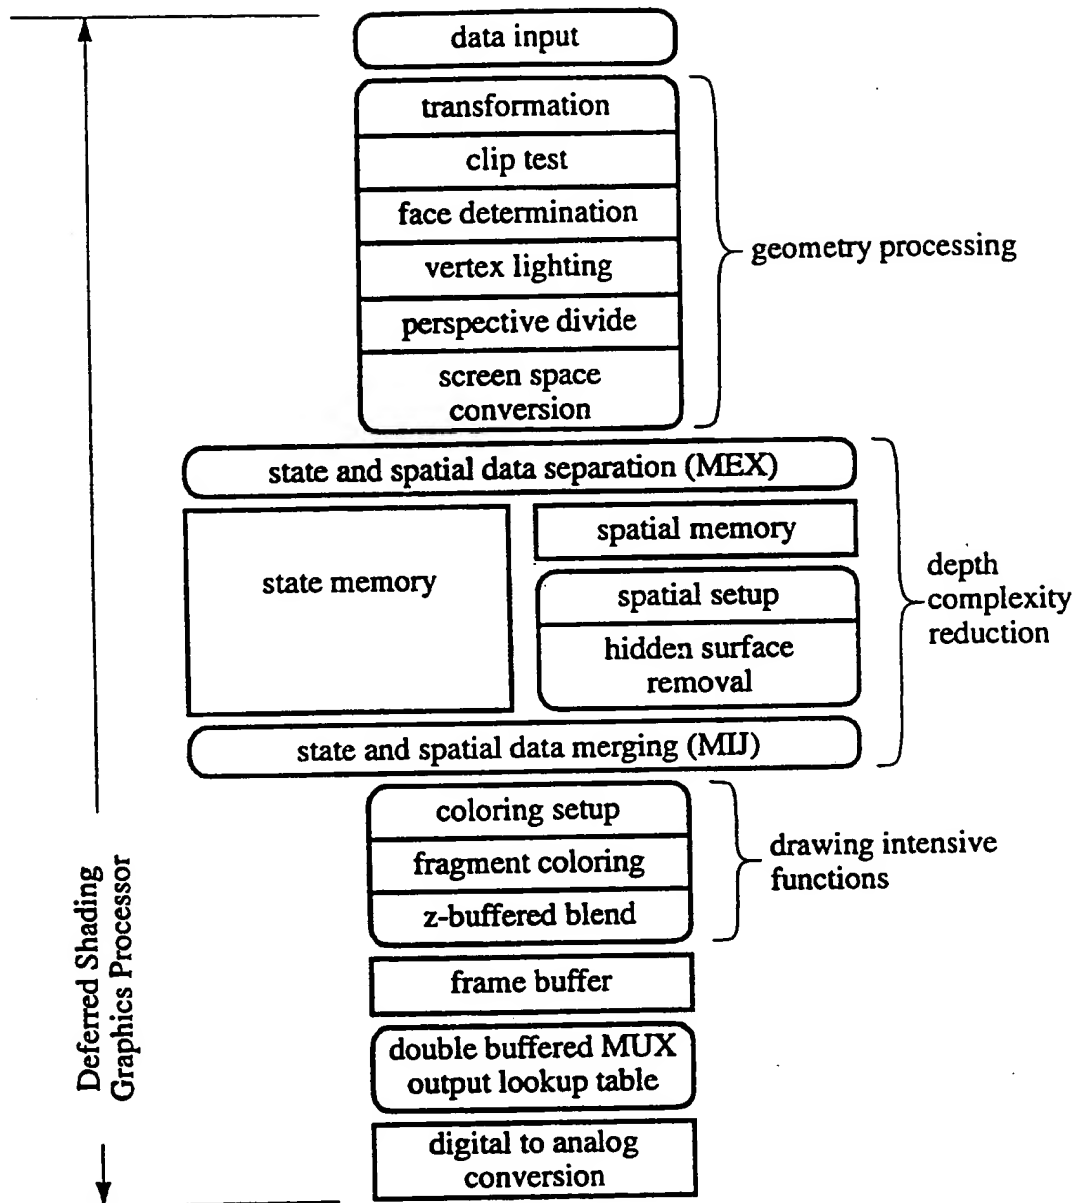 data input
transformation
clip test
face determination
vertex lighting
perspective divide
screen space
conversion
geometry processing
state and spatial data separation (MEX)
state memory
spatial memory
spatial setup
hidden surface
removal
depth
complexity
reduction
state and spatial data merging (MIJ)
coloring setup
fragment coloring
z-buffered blend
drawing intensive
functions
frame buffer
double buffered MUX
output lookup table
digital to analog
conversion
Deferred Shading
Graphics Processor